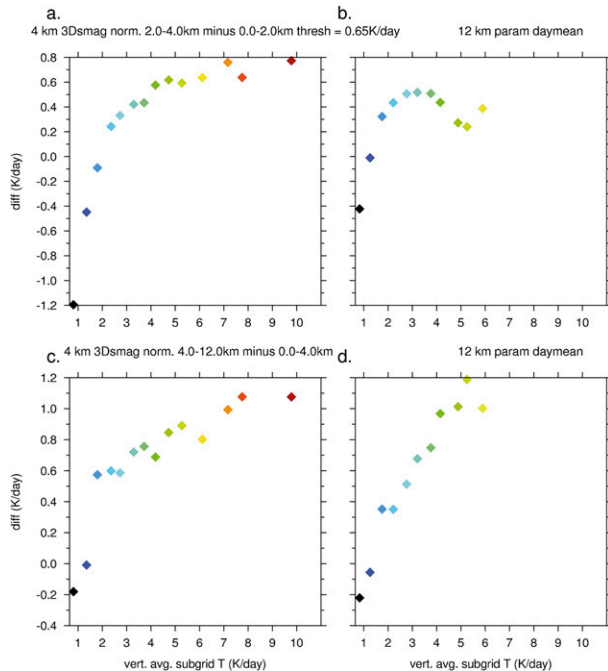 a.
b.
4 km 3Dsmag norm. 2.0-4.0km minus 0.0-2.0km thresh = 0.65K/day
12 km param daymean
0.8
0.6
0.4
0.2
0.0
-0.2
-0.4
-0.6
-0.8
-1.0
-1.2
diff (K/day)
1 2 3 4 5 6 7 8 9 10
1 2 3 4 5 6 7 8 9 10
c.
d.
4 km 3Dsmag norm. 4.0-12.0km minus 0.0-4.0km
12 km param daymean
1.2
1.0
0.8
0.6
0.4
0.2
0.0
-0.2
-0.4
diff (K/day)
1 2 3 4 5 6 7 8 9 10
1 2 3 4 5 6 7 8 9 10
vert. avg. subgrid T (K/day)
vert. avg. subgrid T (K/day)